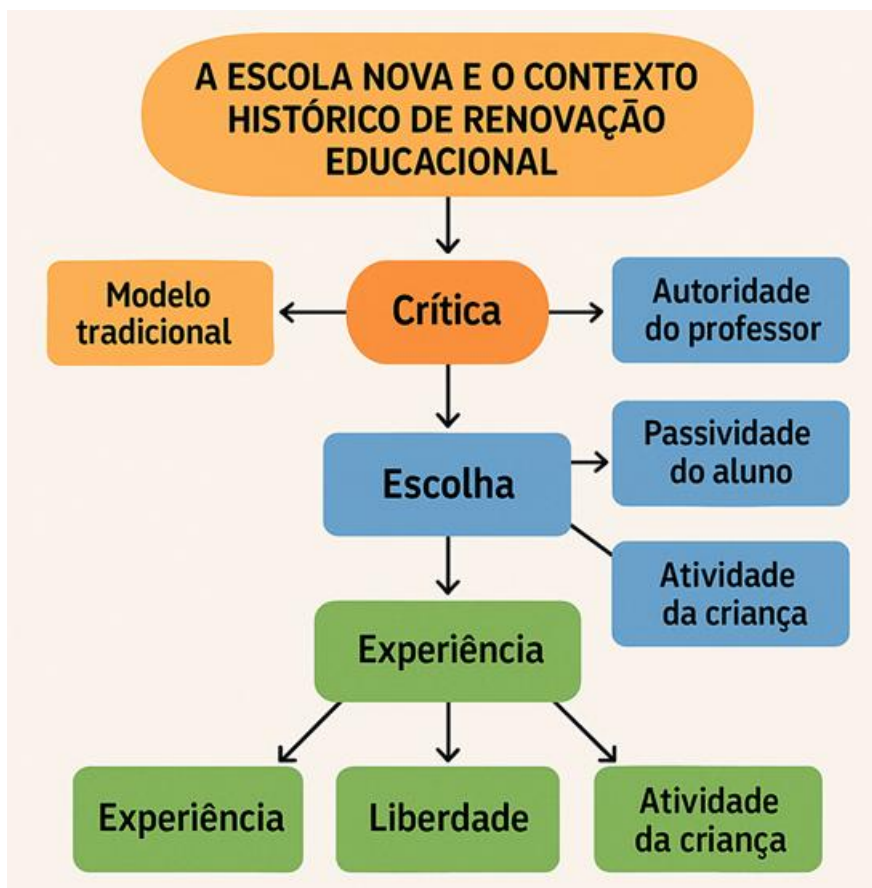 A ESCOLA NOVA E O CONTEXTO
HISTÓRICO DE RENOVAÇÃO
EDUCACIONAL
Modelo
tradicional
Crítica
Autoridade
do professor
Escolha
Passividade
do aluno
Atividade
da criança
Experiência
Experiência
Liberdade
Atividade
da criança